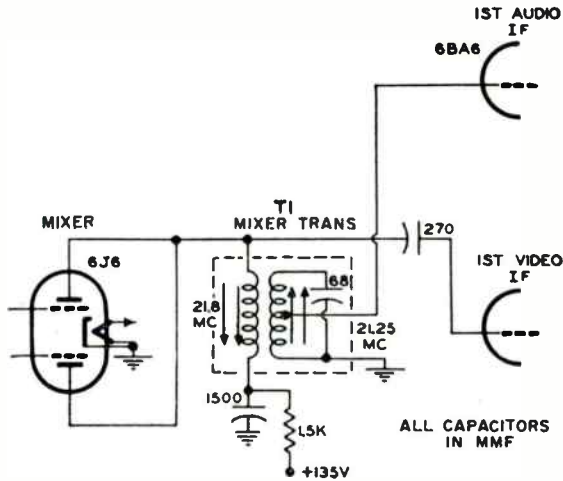 1ST AUDIO
IF
6BA6
T1
MIXER TRANS
MIXER
6J6
270
1ST VIDEO
IF
68
21.8
MC
21.25
MC
1500
1.5K
+135V
ALL CAPACITORS
IN MMF